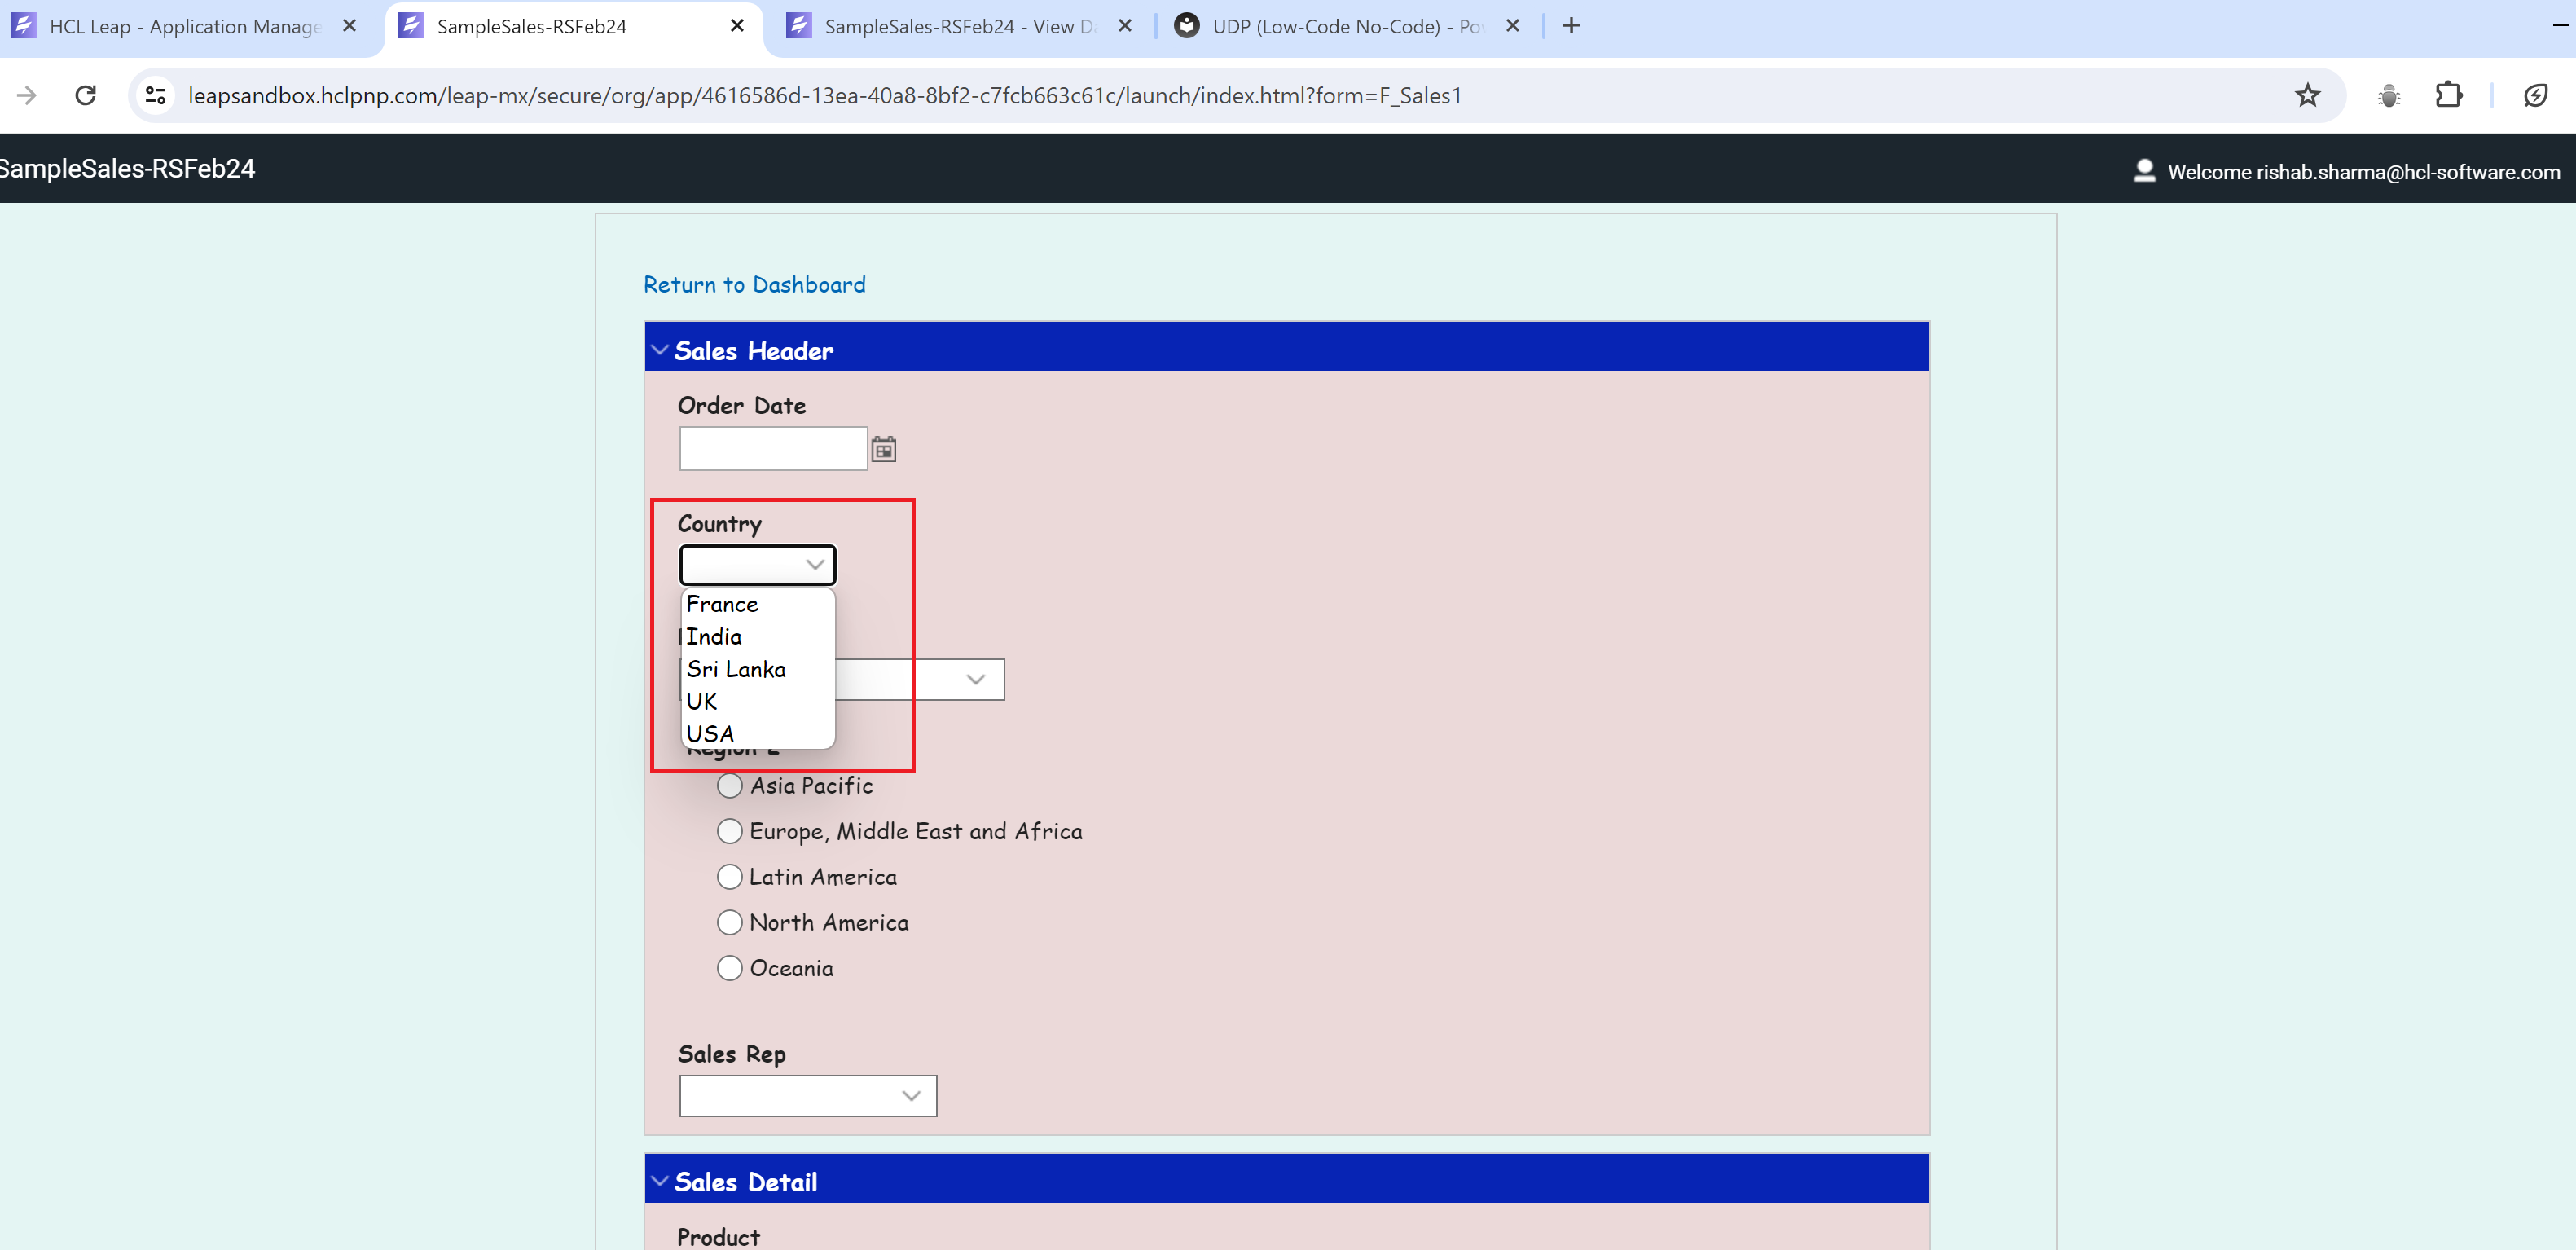 HCL Leap - Application Manage
SampleSales-RSFeb24
SampleSales-RSFeb24 - View D
UDP (Low-Code No-Code) - Po
leapsandbox.hclpnp.com/leap-mx/secure/org/app/4616586d-13ea-40a8-8bf2-c7fcb663c61c/launch/index.html?form=F_Sales1
SampleSales-RSFeb24
Welcome rishab.sharma@hcl-software.com
Return to Dashboard
Sales Header
Order Date
Country
France
India
Sri Lanka
UK
USA
Asia Pacific
Europe, Middle East and Africa
Latin America
North America
Oceania
Sales Rep
Sales Detail
Product